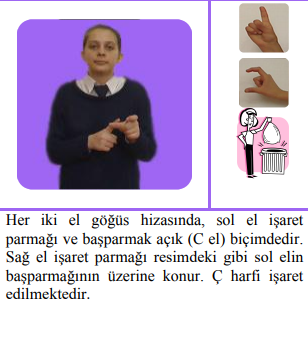 Her iki el göğüs hizasında, sol el işaret
parmağı ve başparmak açık (C el) biçimdedir.
Sağ el işaret parmağı resimdeki gibi sol elin
başparmağının üzerine konur. Ç harfi işaret
edilmektedir.